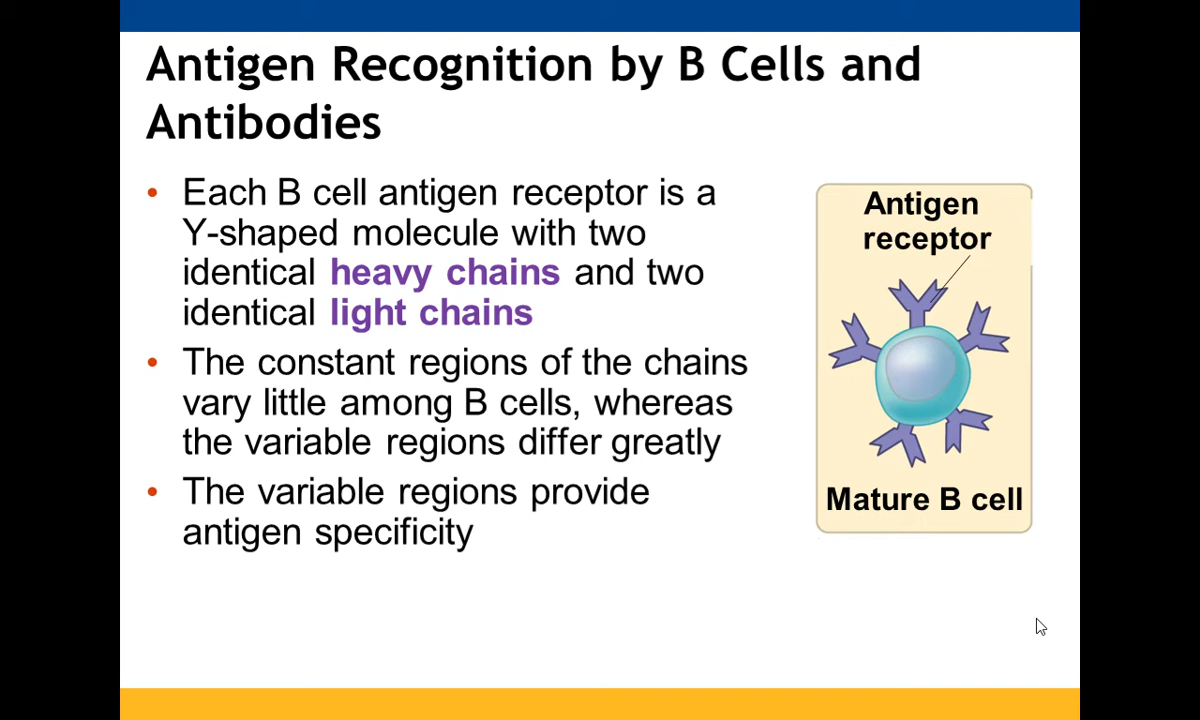 Antigen Recognition by B Cells and
Antibodies
• Each B cell antigen receptor is a
Y-shaped molecule with two
identical heavy chains and two
identical light chains
• The constant regions of the chains
vary little among B cells, whereas
the variable regions differ greatly
• The variable regions provide
antigen specificity
Antigen
receptor
Mature B cell